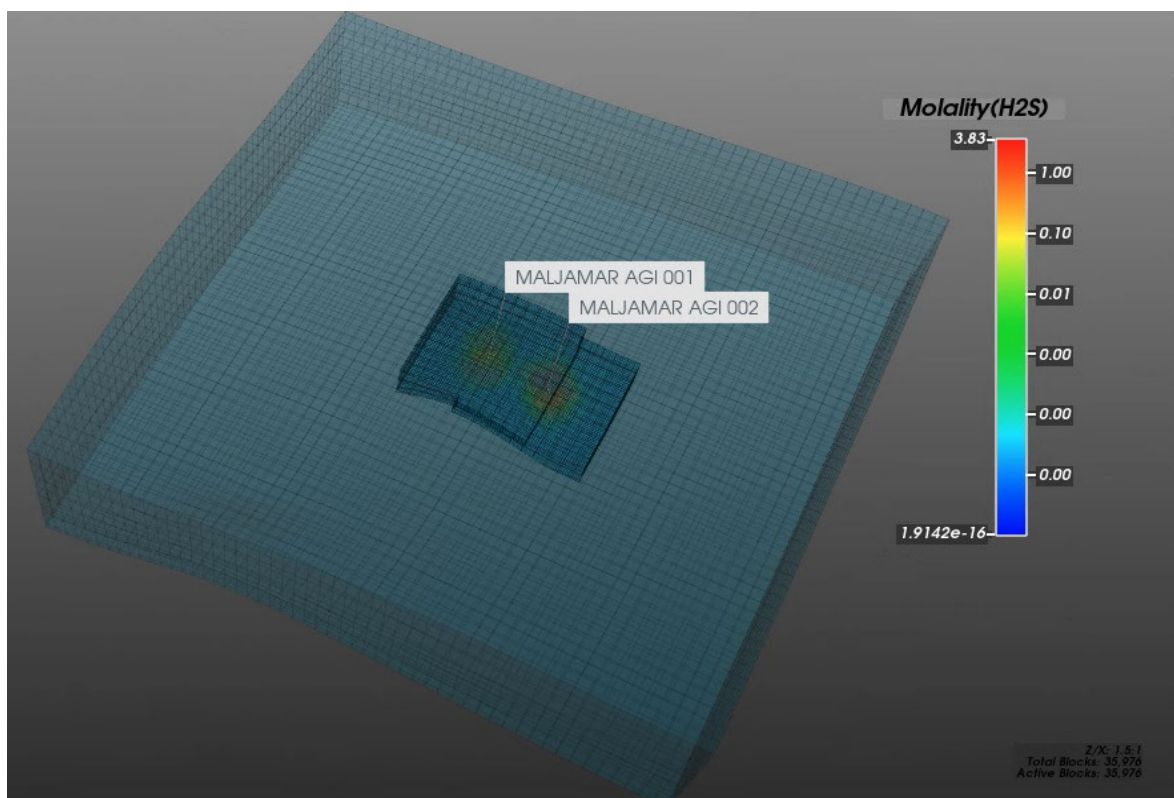 Molality(H2S)
3.83
1.00
0.10
0.01
0.00
0.00
0.00
1.9142e-16
MALJAMAR AGI 001
MALJAMAR AGI 002
Z/X: 1.5:1
Total Blocks: 35,976
Active Blocks: 35,976